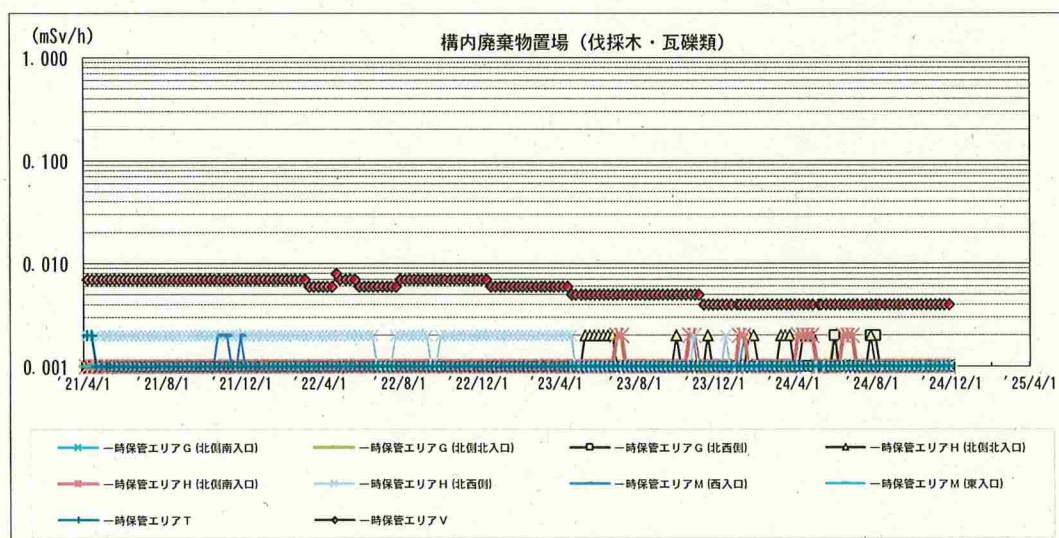 (mSv/h)
構内廃棄物置場（伐採木・瓦礫類）
1.000
0.100
0.010
0.001
'21/4/1 '21/8/1 '21/12/1 '22/4/1 '22/8/1 '22/12/1 '23/4/1 '23/8/1 '23/12/1 '24/4/1 '24/8/1 '24/12/1 '25/4/1
一時保管エリアＧ(北側南入口) 一時保管エリアＧ(北側北入口) 一時保管エリアＧ(北西側) 一時保管エリアＨ(北側北入口)
一時保管エリアＨ(北側南入口) 一時保管エリアＨ(北西側) 一時保管エリアＭ(西入口) 一時保管エリアＭ(東入口)
一時保管エリアＴ 一時保管エリアＶ